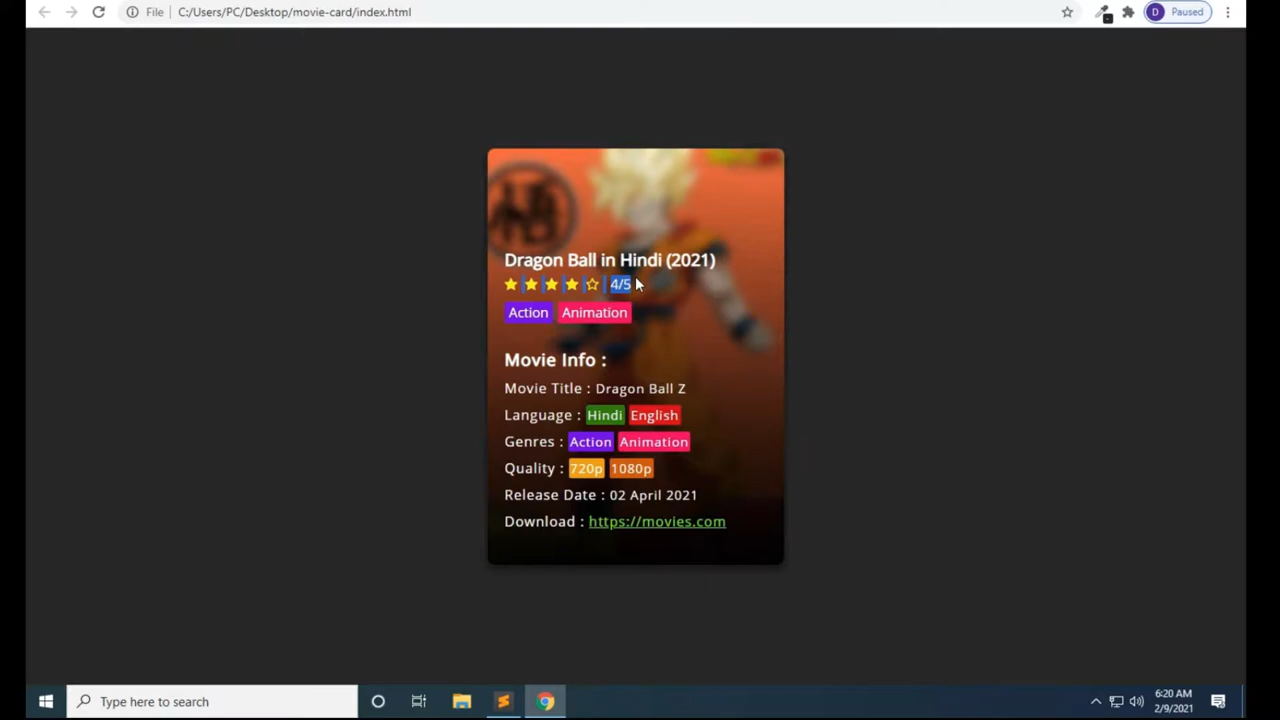 File
C:/Users/PC/Desktop/movie-card/index.html
D Paused
悟
Dragon Ball in Hindi (2021)
4/5
Action Animation
Movie Info :
Movie Title : Dragon Ball Z
Language : Hindi English
Genres : Action Animation
Quality : 720p 1080p
Release Date : 02 April 2021
Download : https://movies.com
Type here to search
6:20 AM
2/9/2021